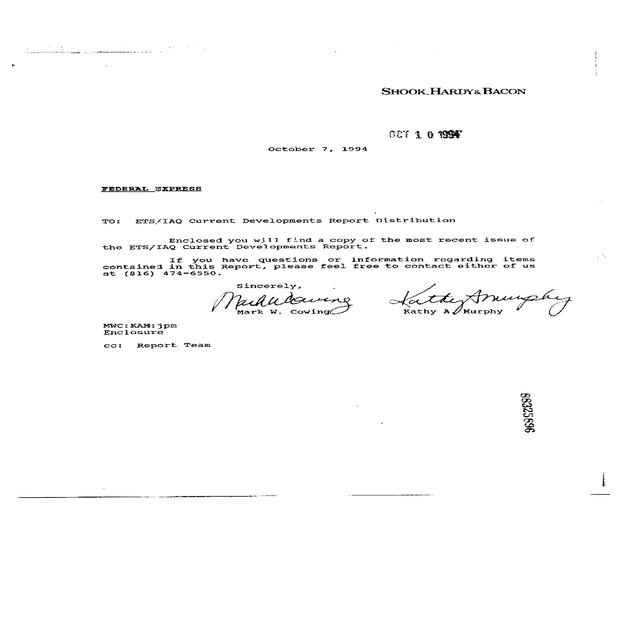 SHOOK, HARDY & BACON
OCT 10 1994
October 7, 1994
FEDERAL EXPRESS
TO: ETS/IAQ Current Developments Report Distribution
Enclosed you will find a copy of the most recent issue of
the ETS/IAQ Current Developments Report.
If you have questions or information regarding items
contained in this Report, please feel free to contact either of us
at (816) 474-6550.
Sincerely,
Mark W. Cowing Kathy A. Murphy
Mark W. Cowing Kathy A. Murphy
MWC:KAM:jpm
Enclosure
cc: Report Team
88325896